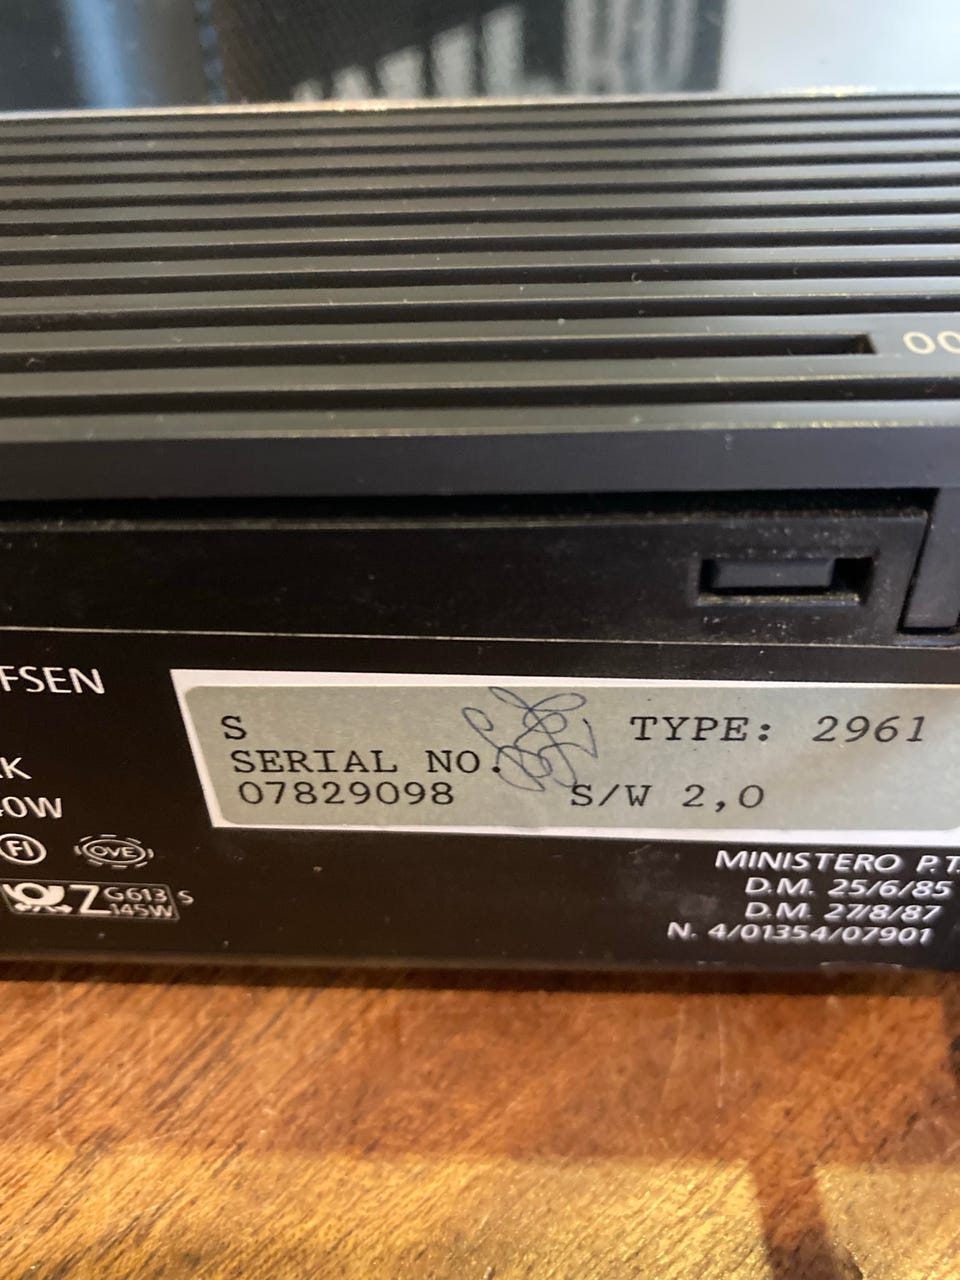 00
FSEN
S TYPE: 2961
SERIAL NO.
07829098 S/W 2,0
K
40W
FI OVE
Z G613 S
145W
MINISTERO P.T.
D.M. 25/6/85
D.M. 27/8/87
N. 4/01354/07901